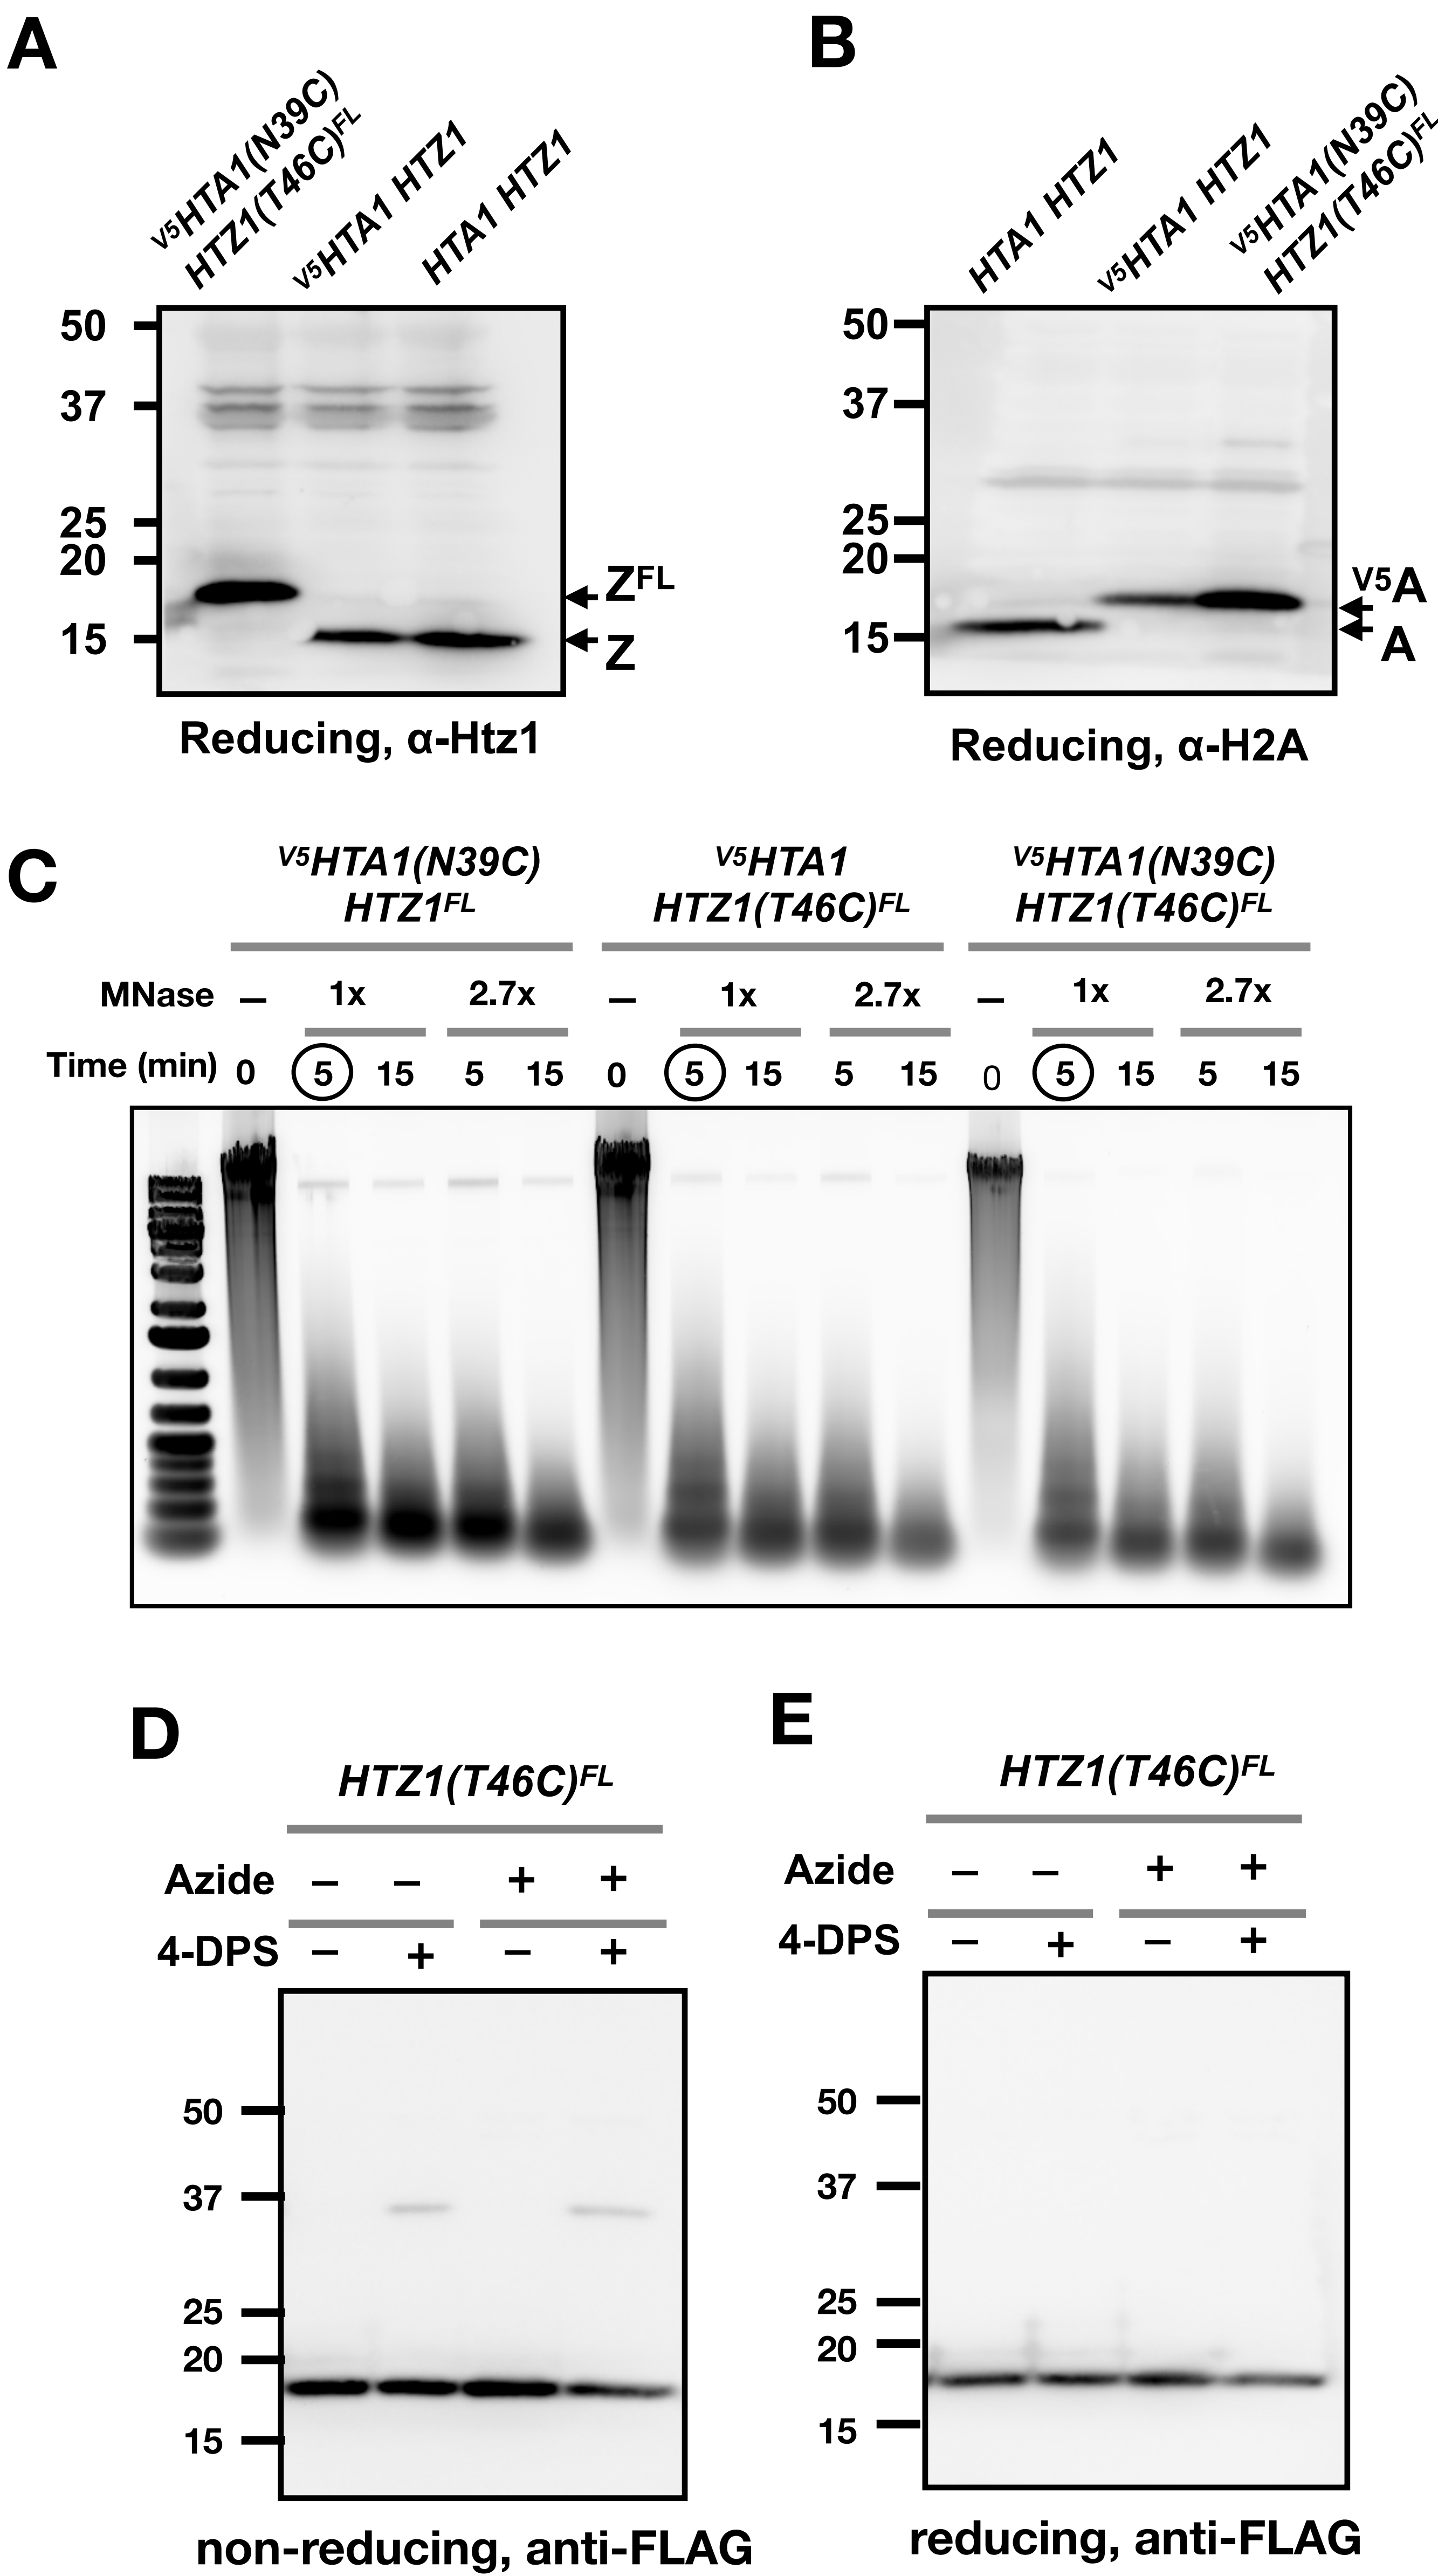 A
V5HTA1(N39C)
HTZ1(T46C)FL
V5HTA1 HTZ1
HTA1 HTZ1
50
37
25
20
15
ZFL
Z
Reducing, α-Htz1
B
HTA1 HTZ1
V5HTA1 HTZ1
V5HTA1(N39C)
HTZ1(T46C)FL
50
37
25
20
15
V5A
A
Reducing, α-H2A
C
V5HTA1(N39C)
HTZ1FL
V5HTA1
HTZ1(T46C)FL
V5HTA1(N39C)
HTZ1(T46C)FL
MNase – 1x 2.7x – 1x 2.7x – 1x 2.7x
Time (min) 0 5 15 5 15 0 5 15 5 15 0 5 15 5 15
D
HTZ1(T46C)FL
Azide – – + +
4-DPS – + – +
50
37
25
20
15
non-reducing, anti-FLAG
E
HTZ1(T46C)FL
Azide – – + +
4-DPS – + – +
50
37
25
20
15
reducing, anti-FLAG